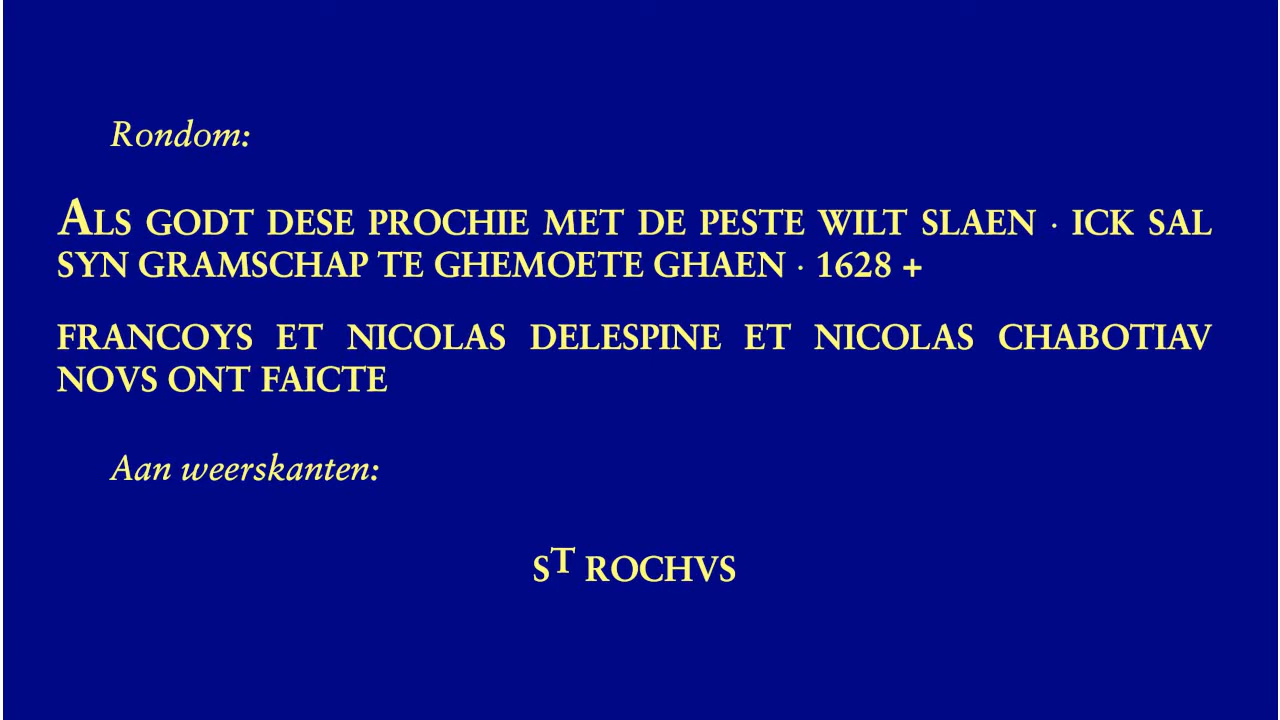 Rondom:
ALS GODT DESE PROCHIE MET DE PESTE WILT SLAEN · ICK SAL
SYN GRAMSCHAP TE GHEMOETE GHAEN · 1628 +
FRANCOYS ET NICOLAS DELESPINE ET NICOLAS CHABOTIAV
NOVS ONT FAICTE
Aan weerskanten:
ST ROCHVS